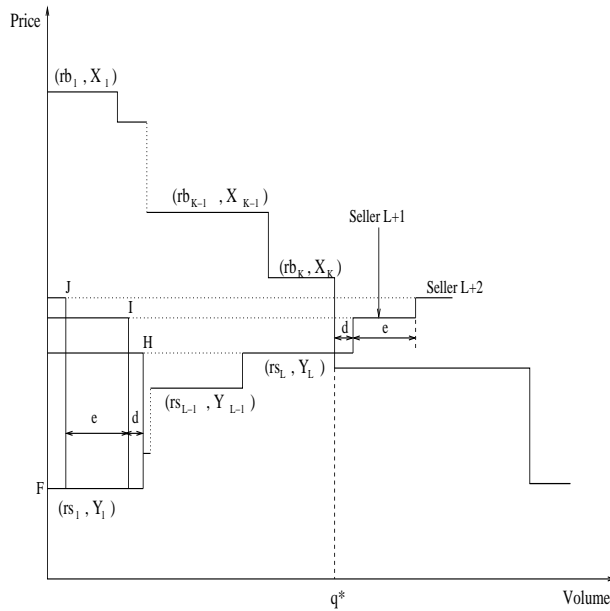 Price
(rb₁ , X₁)
(rb_K–1 , X_K–1)
Seller L+1
(rb_K, X_K)
J
Seller L+2
I
H
d
e
(rs_L , Y_L)
(rs_L–1 , Y_L–1)
e
d
F
(rs₁ , Y₁)
q*
Volume